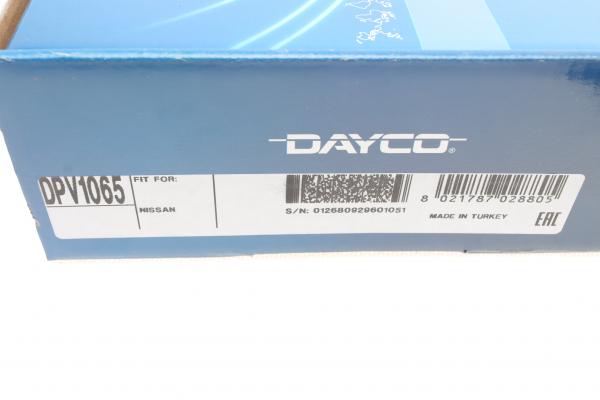 DAYCO®
DPV1065
FIT FOR:
NISSAN
S/N: 012680929601051
8 021787 028805
MADE IN TURKEY
EAC